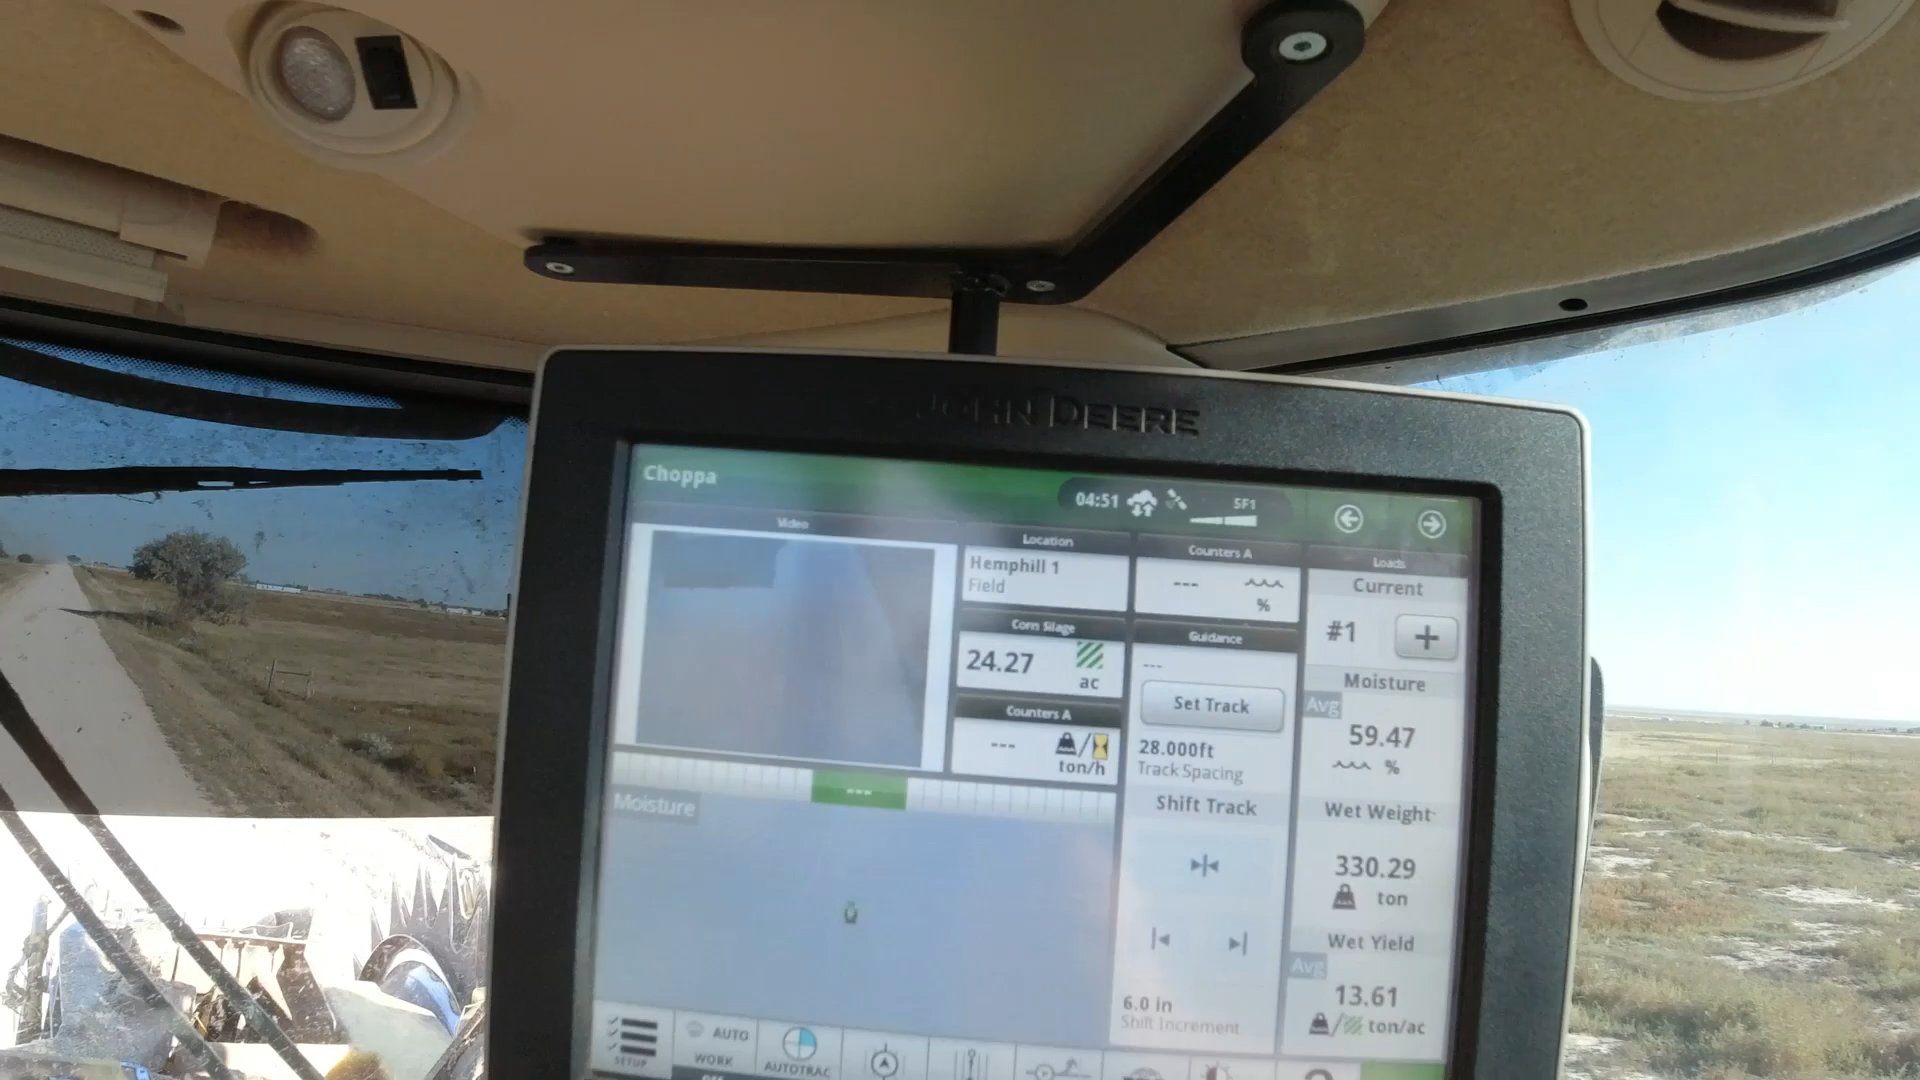 JOHN DEERE
Choppa
04:51
SF1
Video
Location
Hemphill 1
Field
Counters A
---
%
Loads
Current
#1
+
Corn Silage
24.27
ac
Guidance
---
Set Track
28.000ft
Track Spacing
Counters A
---
ton/h
Moisture
Avg
59.47
%
---
Moisture
Shift Track
Wet Weight
330.29
ton
Wet Yield
Avg
13.61
ton/ac
6.0 in
Shift Increment
SETUP
AUTO
WORK
OFF
AUTOTRAC